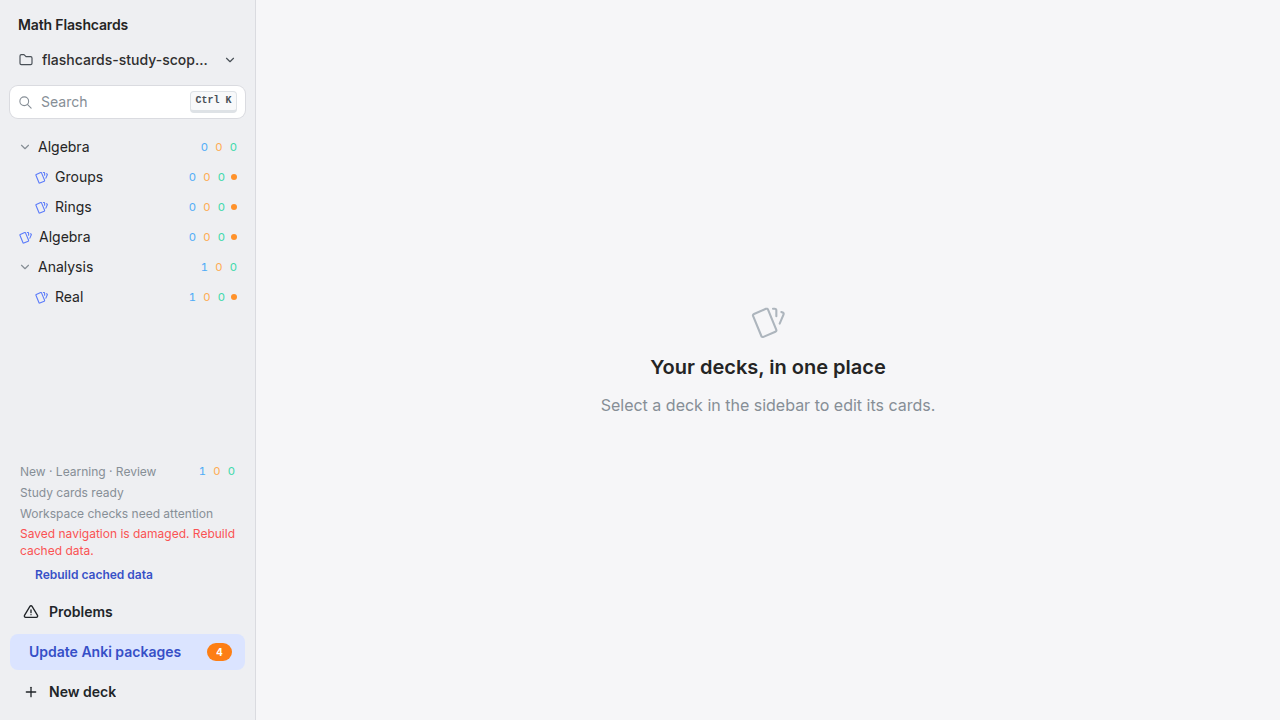 Math Flashcards
flashcards-study-scop...
Search
Ctrl K
Algebra 0 0 0
Groups 0 0 0
Rings 0 0 0
Algebra 0 0 0
Analysis 1 0 0
Real 1 0 0
Your decks, in one place
Select a deck in the sidebar to edit its cards.
New · Learning · Review 1 0 0
Study cards ready
Workspace checks need attention
Saved navigation is damaged. Rebuild
cached data.
Rebuild cached data
Problems
Update Anki packages 4
New deck